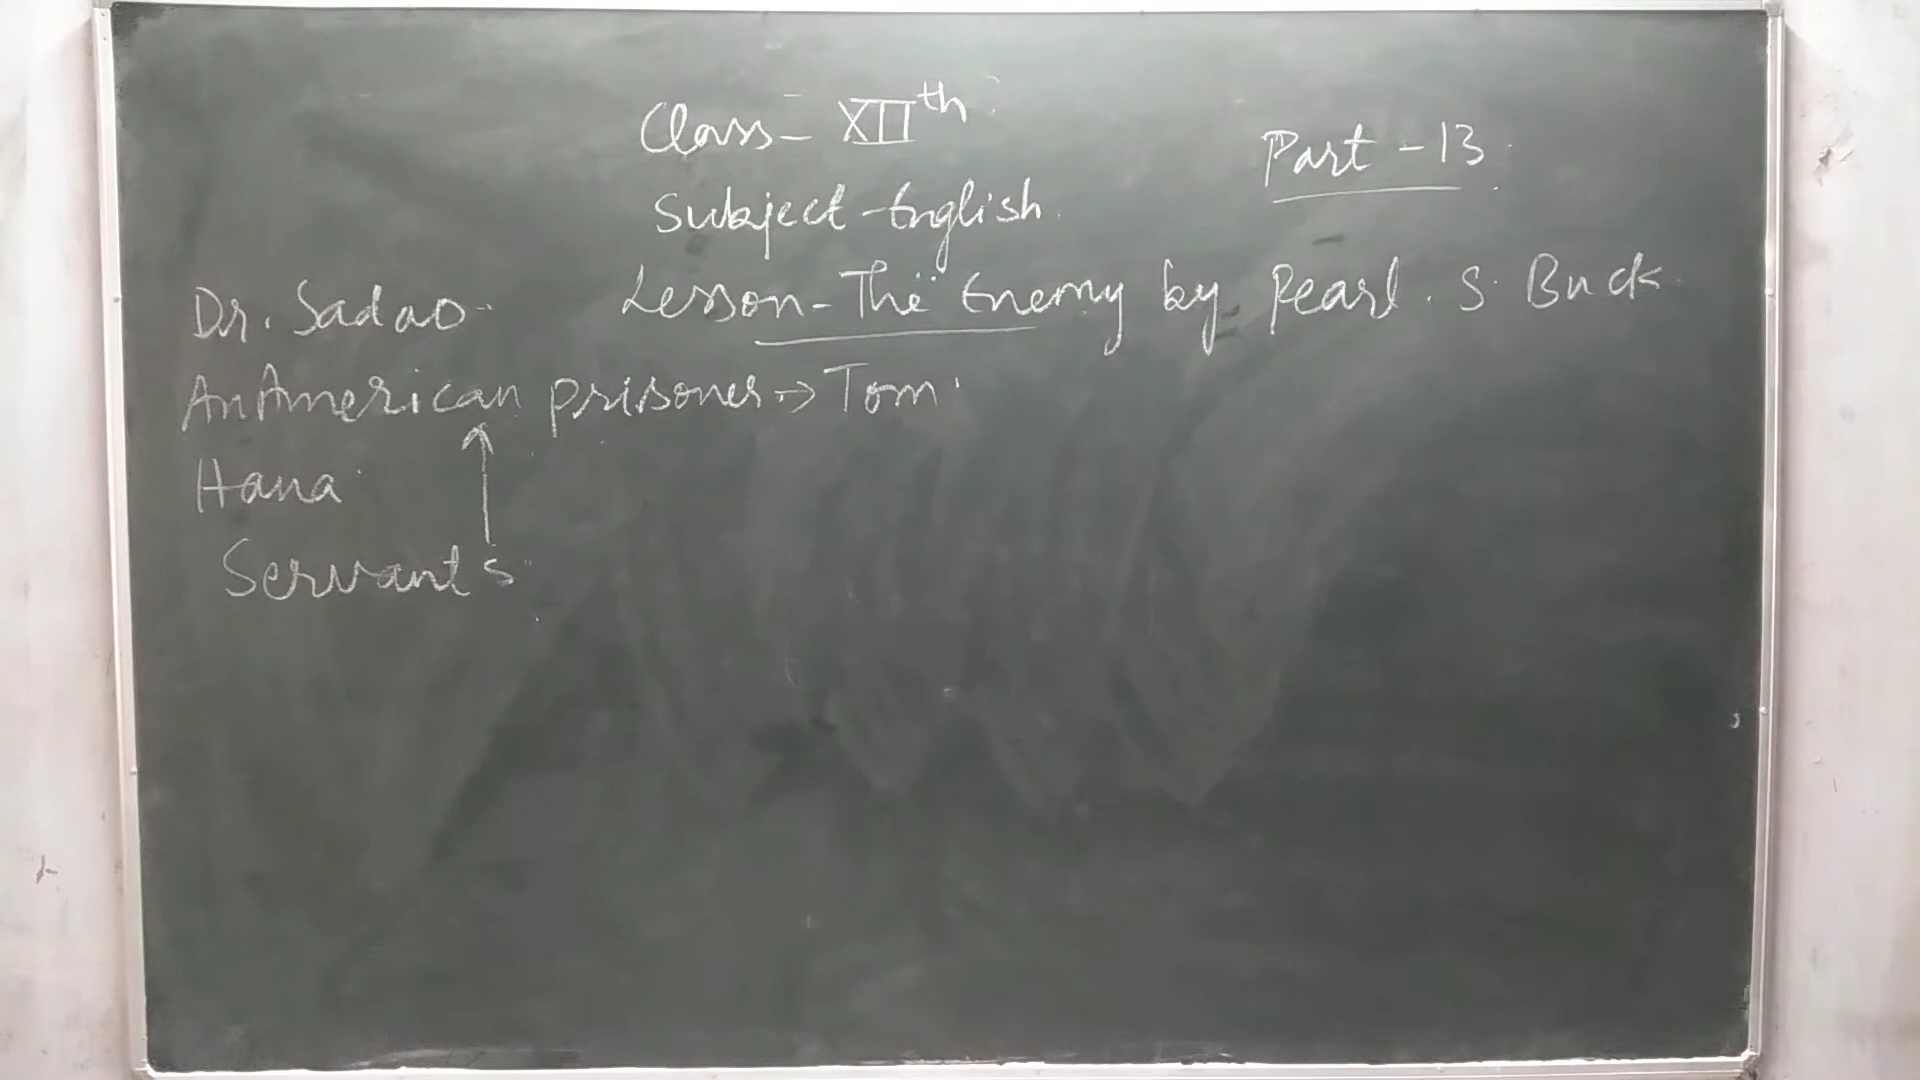 Class - XIIth
Part - 13
Subject - English
Dr. Sadao
Lesson - The Enemy by Pearl. S. Buck
An American prisoner → Tom
Hana
↑
Servants